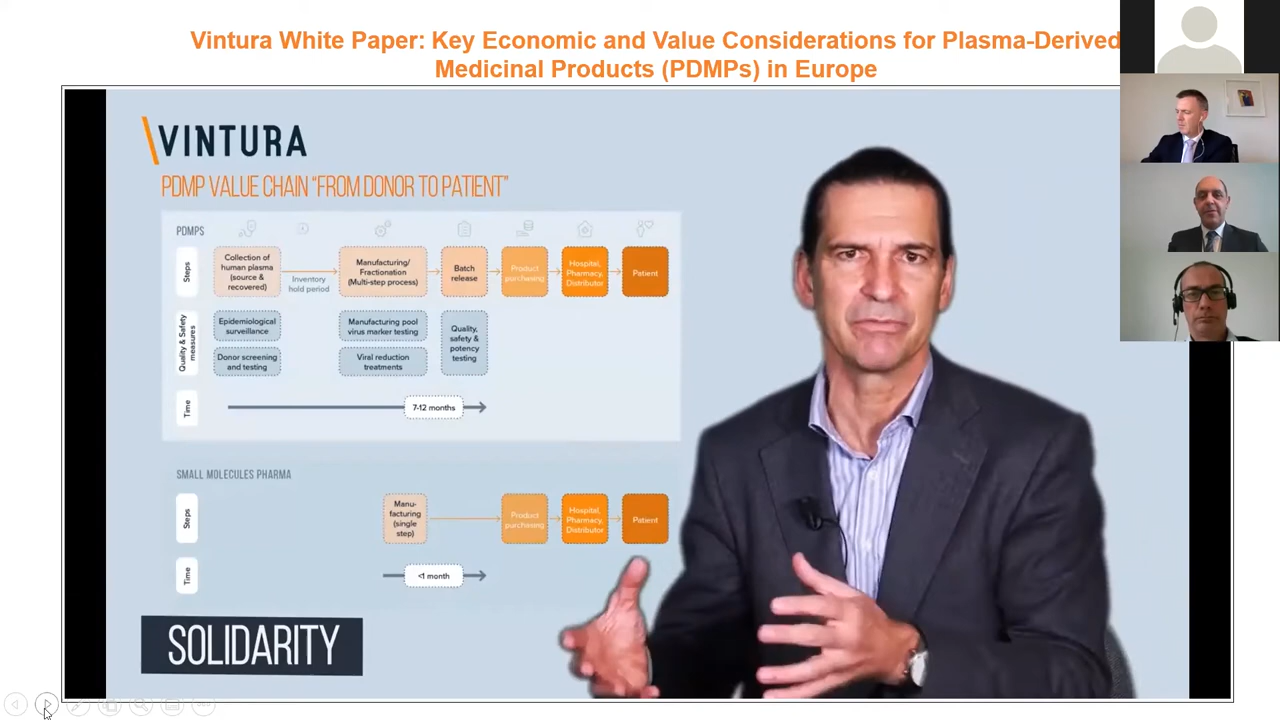 Vintura White Paper: Key Economic and Value Considerations for Plasma-Derived
Medicinal Products (PDMPs) in Europe
VINTURA
PDMP VALUE CHAIN "FROM DONOR TO PATIENT"
PDMPS
Steps
Collection of
human plasma
(source &
recovered)
Inventory
hold period
Manufacturing/
Fractionation
(Multi-step process)
Batch
release
Product
purchasing
Hospital,
Pharmacy,
Distributor
Patient
Quality & Safety
measures
Epidemiological
surveillance
Donor screening
and testing
Manufacturing pool
virus marker testing
Viral reduction
treatments
Quality,
safety &
potency
testing
Time
7-12 months
SMALL MOLECULES PHARMA
Steps
Manu-
facturing
(single
step)
Product
purchasing
Hospital,
Pharmacy,
Distributor
Patient
Time
<1 month
SOLIDARITY